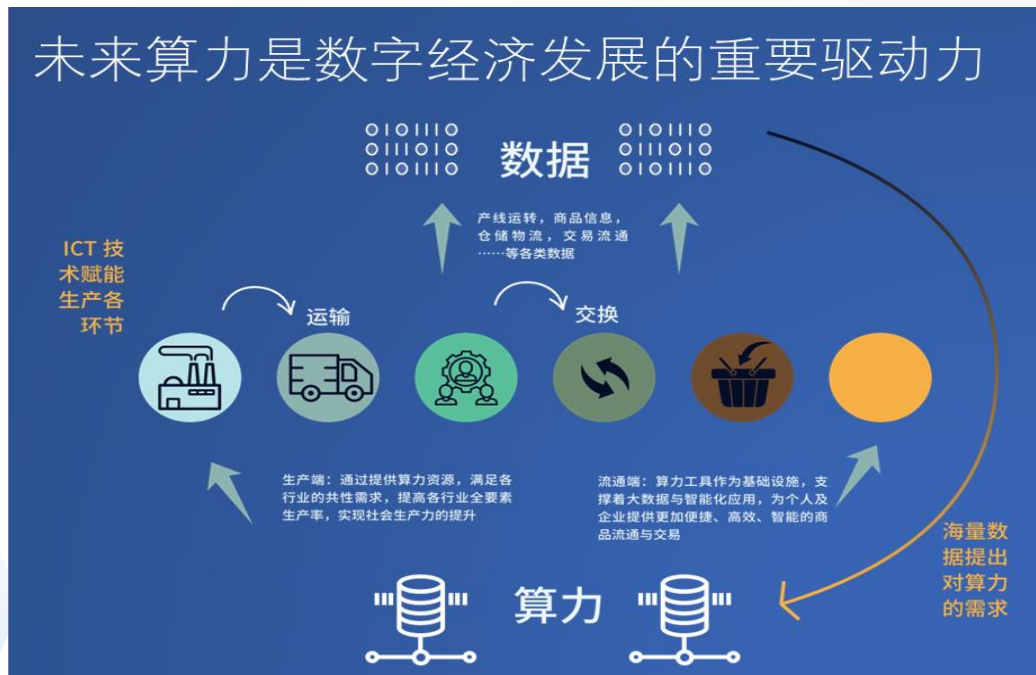 未来算力是数字经济发展的重要驱动力
0101110
0111010
0101110
数据
0101110
0111010
0101110
产线运转，商品信息，
仓储物流，交易流通
……等各类数据
ICT 技
术赋能
生产各
环节
运输
交换
生产端：通过提供算力资源，满足各
行业的共性需求，提高各行业全要素
生产率，实现社会生产力的提升
流通端：算力工具作为基础设施，支
撑着大数据与智能化应用，为个人及
企业提供更加便捷、高效、智能的商
品流通与交易
海量数
据提出
对算力
的需求
算力